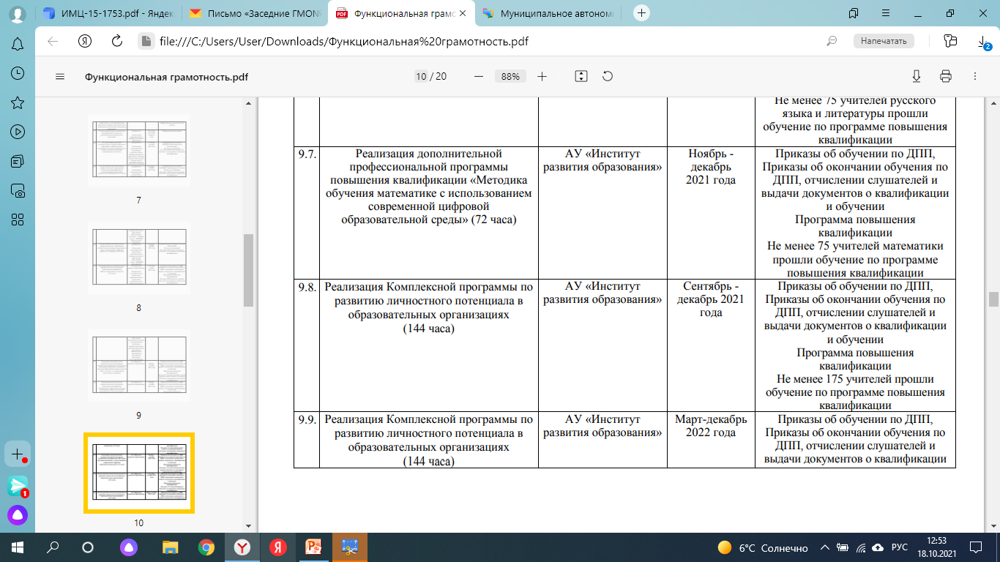 ИМЦ-15-1753.pdf - Яндек
Письмо «Заседние ГМО
Функциональная грамо
Муниципальное автоном
file:///C:/Users/User/Downloads/Функциональная%20грамотность.pdf
Напечатать
2
Функциональная грамотность.pdf
10 / 20
88%
7
8
9
10
1
Не менее 75 учителей русского
языка и литературы прошли
обучение по программе повышения
квалификации
9.7.
Реализация дополнительной
профессиональной программы
повышения квалификации «Методика
обучения математике с использованием
современной цифровой
образовательной среды» (72 часа)
АУ «Институт
развития образования»
Ноябрь -
декабрь
2021 года
Приказы об обучении по ДПП,
Приказы об окончании обучения по
ДПП, отчислении слушателей и
выдачи документов о квалификации
и обучении
Программа повышения
квалификации
Не менее 75 учителей математики
прошли обучение по программе
повышения квалификации
9.8.
Реализация Комплексной программы по
развитию личностного потенциала в
образовательных организациях
(144 часа)
АУ «Институт
развития образования»
Сентябрь -
декабрь 2021
года
Приказы об обучении по ДПП,
Приказы об окончании обучения по
ДПП, отчислении слушателей и
выдачи документов о квалификации
и обучении
Программа повышения
квалификации
Не менее 175 учителей прошли
обучение по программе повышения
квалификации
9.9.
Реализация Комплексной программы по
развитию личностного потенциала в
образовательных организациях
(144 часа)
АУ «Институт
развития образования»
Март-декабрь
2022 года
Приказы об обучении по ДПП,
Приказы об окончании обучения по
ДПП, отчислении слушателей и
выдачи документов о квалификации
6°C Солнечно
РУС
12:53
18.10.2021